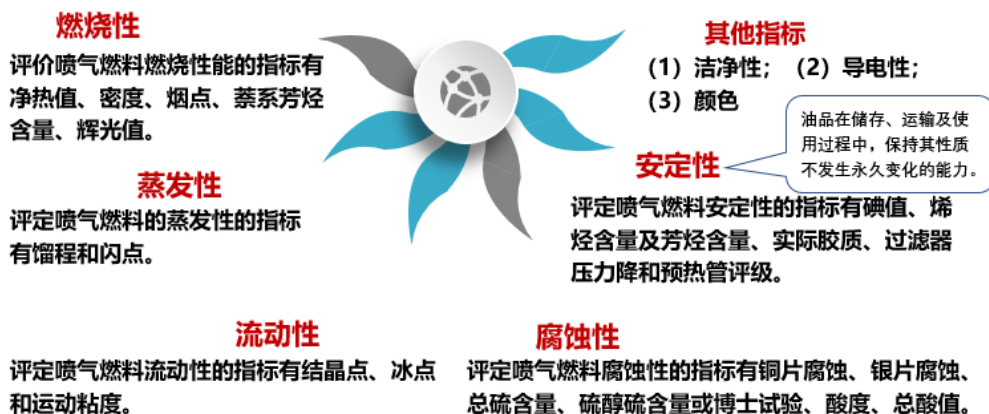 燃烧性
评价喷气燃料燃烧性能的指标有
净热值、密度、烟点、萘系芳烃
含量、辉光值。
其他指标
（1）洁净性；（2）导电性；
（3）颜色
油品在储存、运输及使
用过程中，保持其性质
不发生永久变化的能力。
蒸发性
评定喷气燃料的蒸发性的指标
有馏程和闪点。
安定性
评定喷气燃料安定性的指标有碘值、烯
烃含量及芳烃含量、实际胶质、过滤器
压力降和预热管评级。
流动性
评定喷气燃料流动性的指标有结晶点、冰点
和运动粘度。
腐蚀性
评定喷气燃料腐蚀性的指标有铜片腐蚀、银片腐蚀、
总硫含量、硫醇硫含量或博士试验、酸度、总酸值。